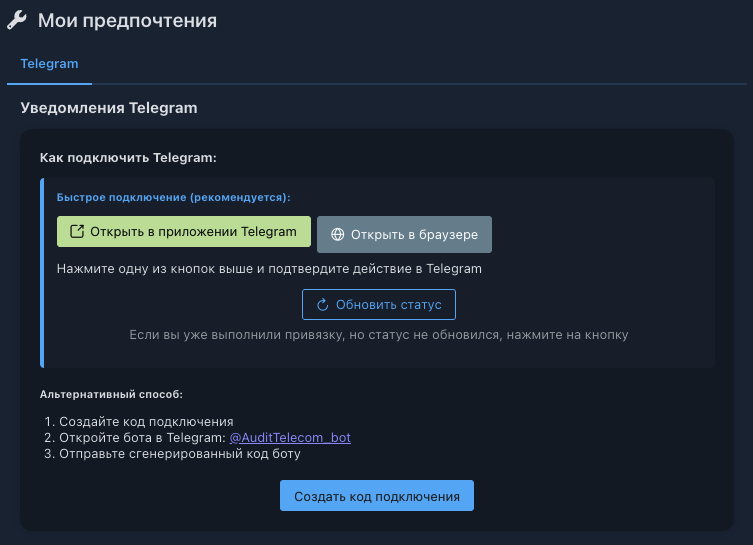 Мои предпочтения
Telegram
Уведомления Telegram
Как подключить Telegram:
Быстрое подключение (рекомендуется):
Открыть в приложении Telegram
Открыть в браузере
Нажмите одну из кнопок выше и подтвердите действие в Telegram
Обновить статус
Если вы уже выполнили привязку, но статус не обновился, нажмите на кнопку
Альтернативный способ:
1. Создайте код подключения
2. Откройте бота в Telegram: @AuditTelecom_bot
3. Отправьте сгенерированный код боту
Создать код подключения